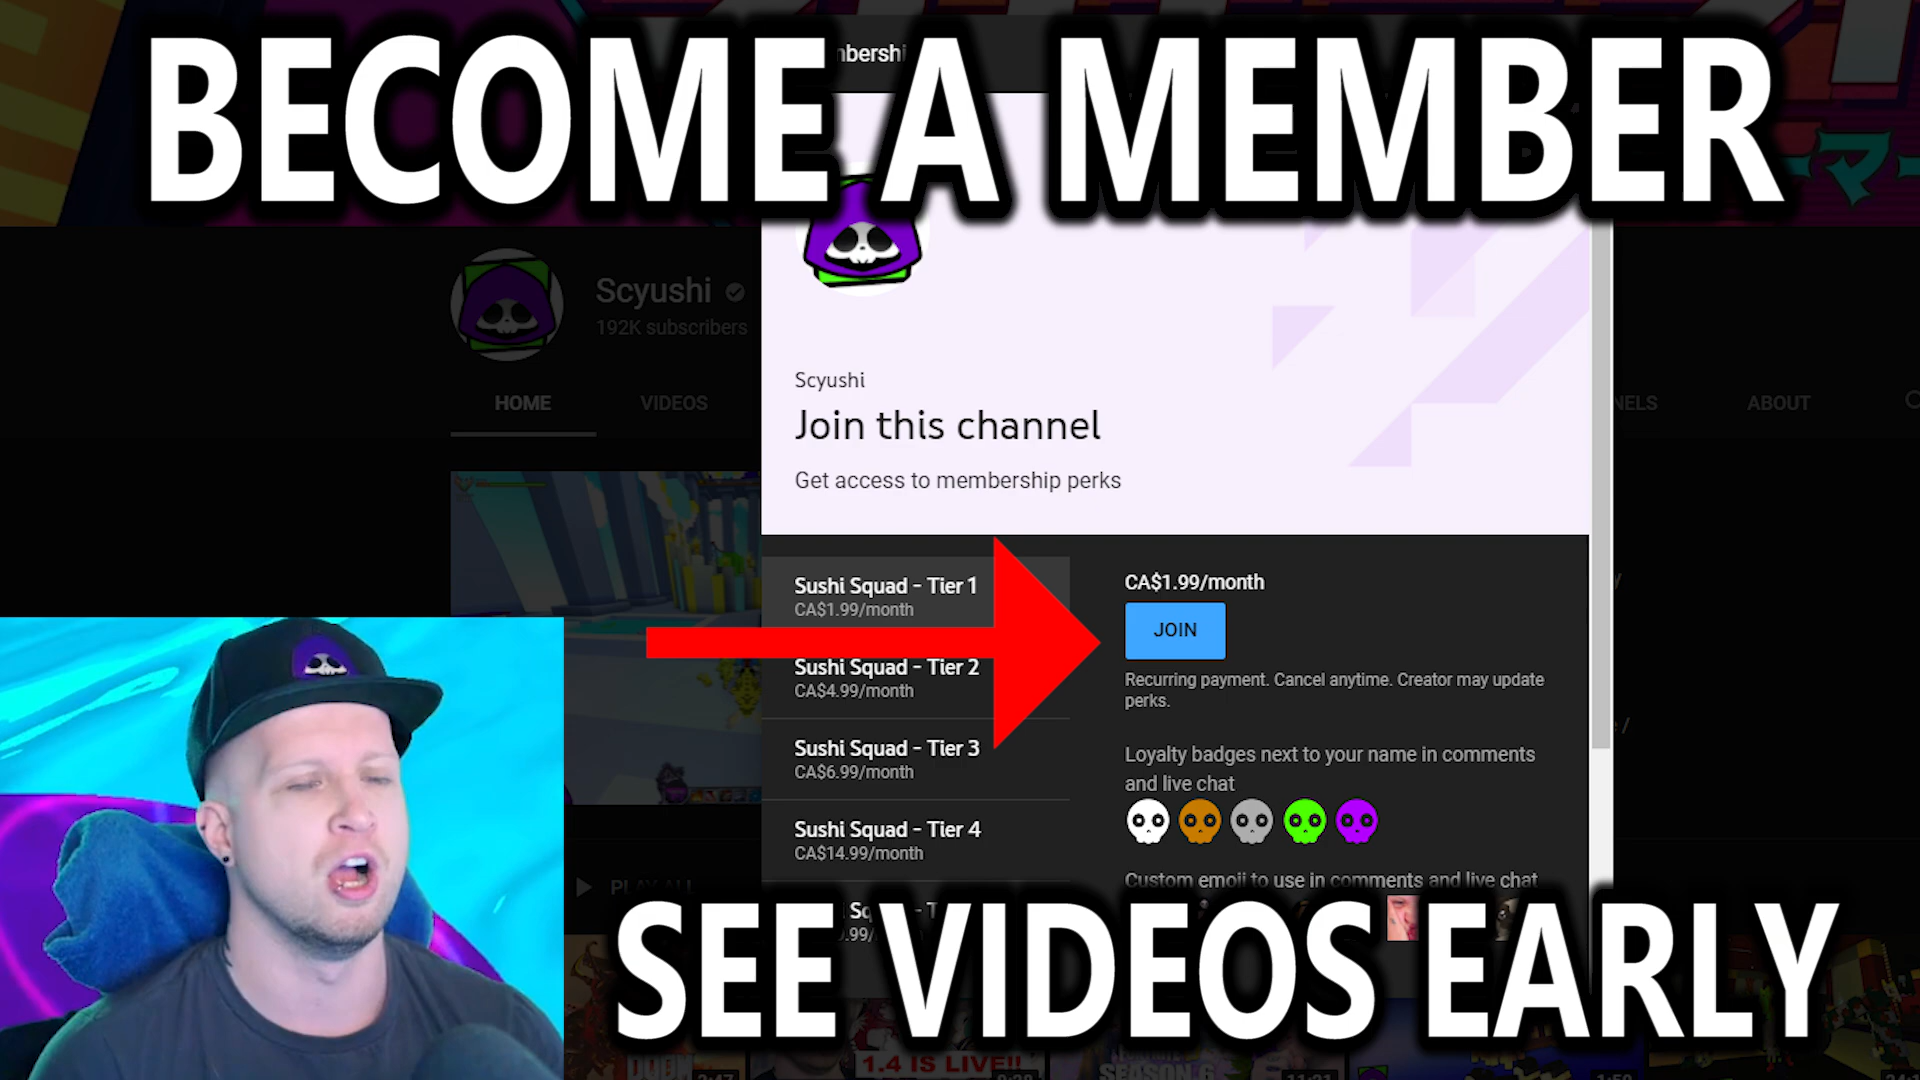 BECOME A MEMBER
Scyushi
192K subscribers
HOME
VIDEOS
ABOUT
Scyushi
Join this channel
Get access to membership perks
Sushi Squad - Tier 1
CA$1.99/month
Sushi Squad - Tier 2
CA$4.99/month
Sushi Squad - Tier 3
CA$6.99/month
Sushi Squad - Tier 4
CA$14.99/month
CA$1.99/month
JOIN
Recurring payment. Cancel anytime. Creator may update
perks.
Loyalty badges next to your name in comments
and live chat
Custom emoji to use in comments and live chat
PLAY ALL
SEE VIDEOS EARLY
1.4 IS LIVE!!
SEASON 6